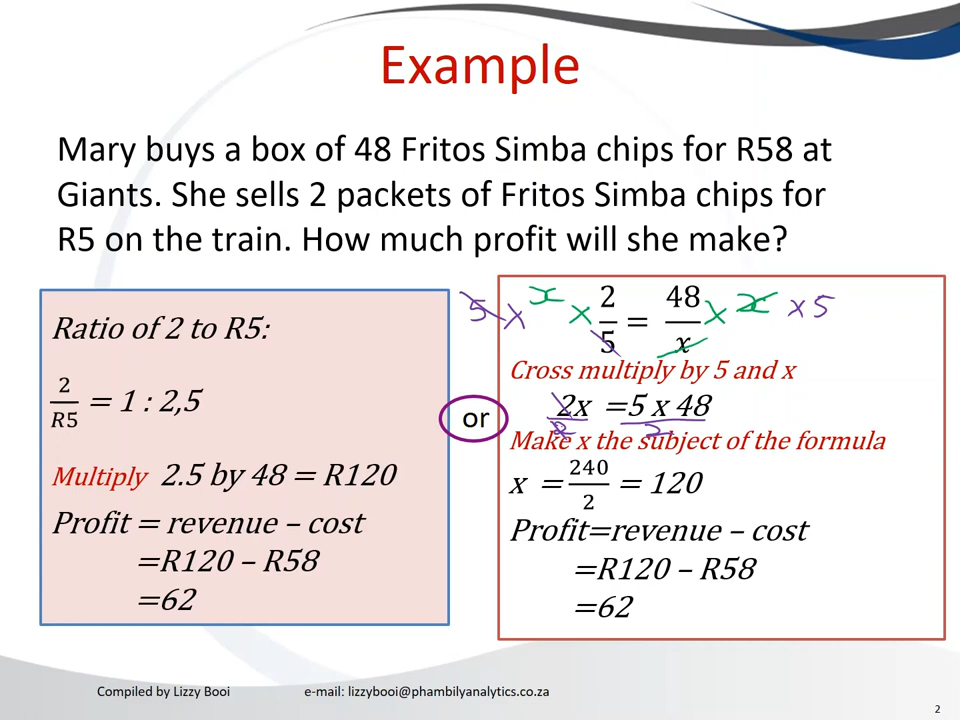 Example
Mary buys a box of 48 Fritos Simba chips for R58 at
Giants. She sells 2 packets of Fritos Simba chips for
R5 on the train. How much profit will she make?
Ratio of 2 to R5:
2/R5 = 1 : 2,5
Multiply 2.5 by 48 = R120
Profit = revenue – cost
=R120 – R58
=62
or
5 x x x 2/5 = 48/x x x x 5
Cross multiply by 5 and x
2x/2 =5 x 48/2
Make x the subject of the formula
x = 240/2 = 120
Profit=revenue – cost
=R120 – R58
=62
Compiled by Lizzy Booi e-mail: lizzybooi@phambilyanalytics.co.za
2